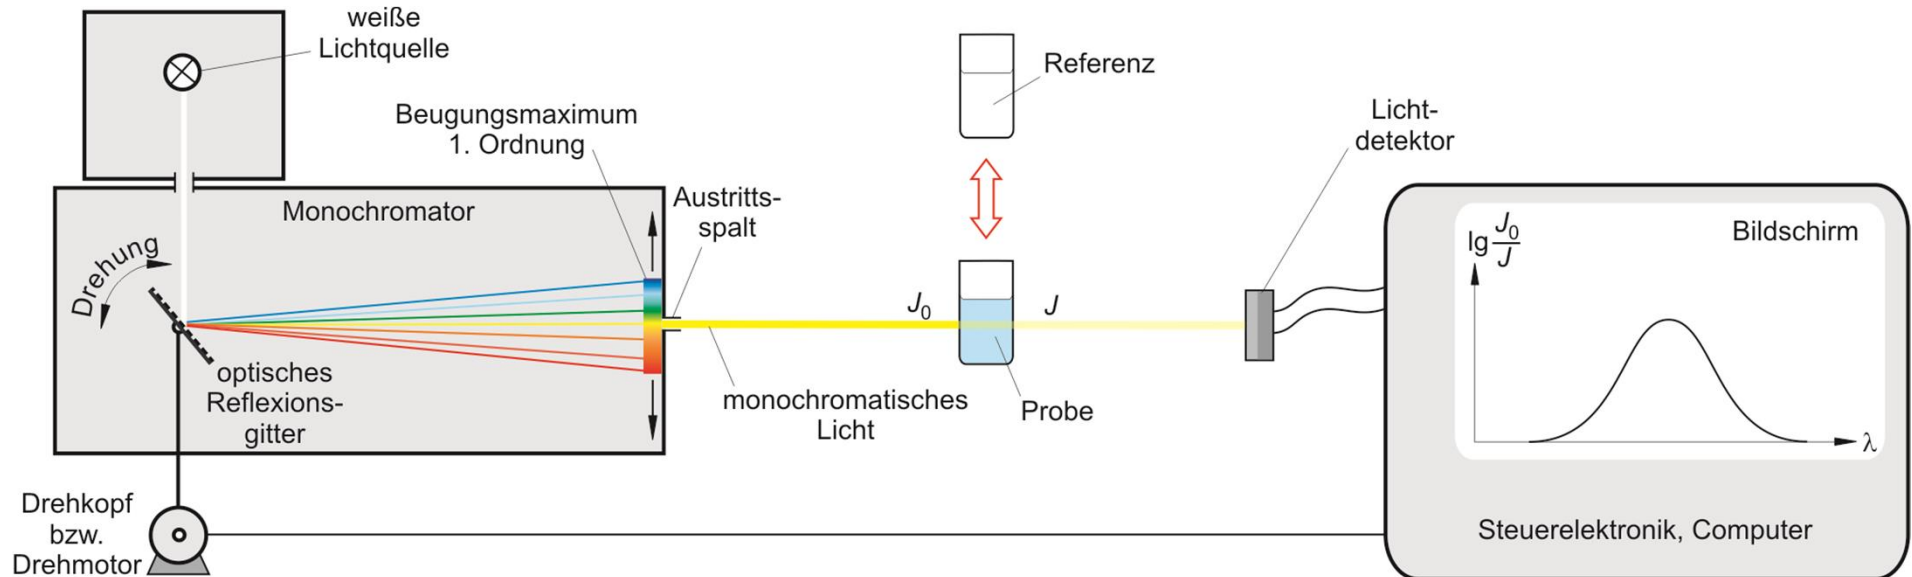 weiße
Lichtquelle
Beugungsmaximum
1. Ordnung
Monochromator
Drehung
optisches
Reflexions-
gitter
Austritts-
spalt
Drehkopf
bzw.
Drehmotor
monochromatisches
Licht
J₀
J
Referenz
Probe
Licht-
detektor
lg J₀/J
Bildschirm
λ
Steuerelektronik, Computer